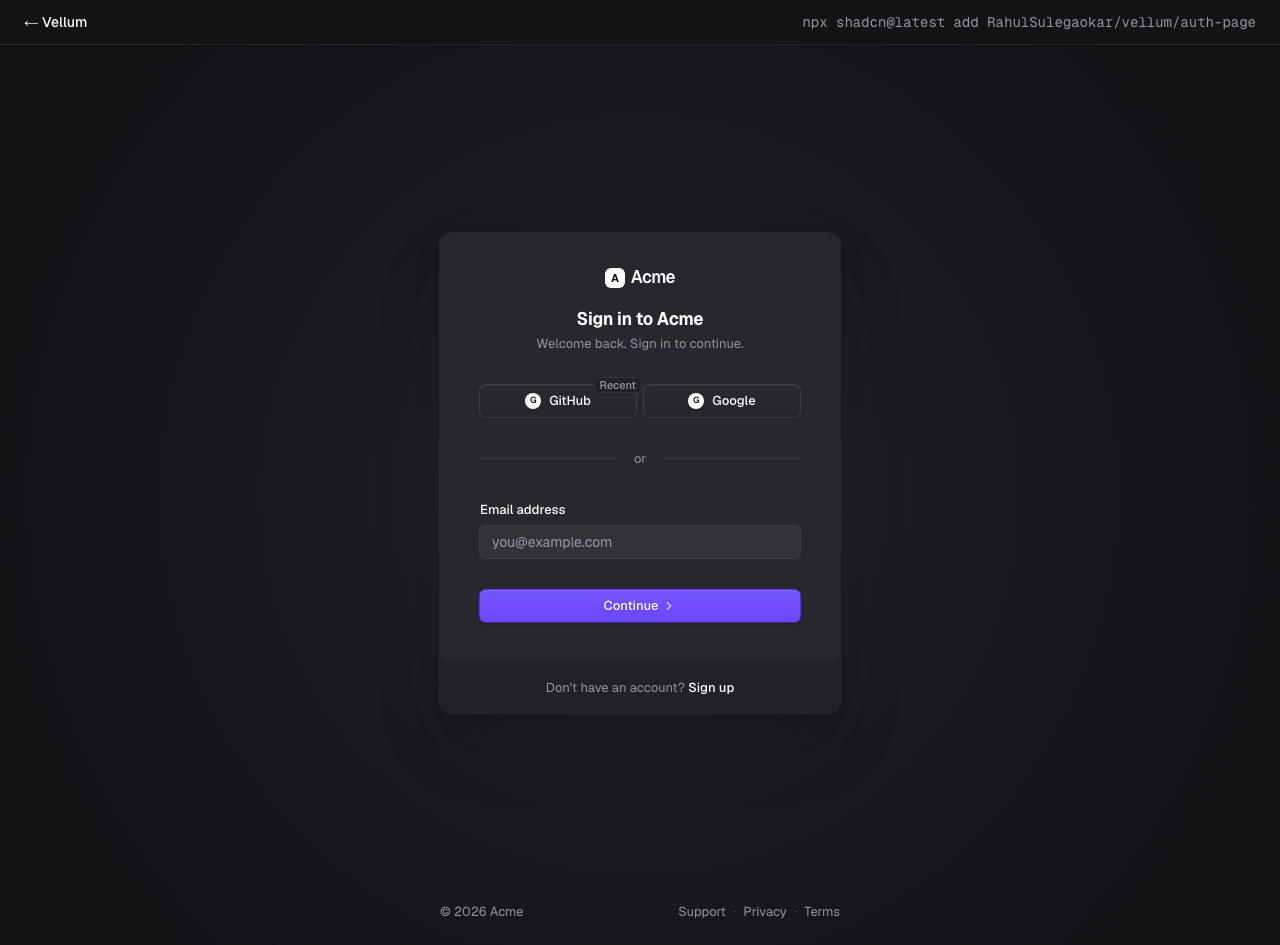 ← Vellum
npx shadcn@latest add RahulSulegaokar/vellum/auth-page
A Acme
Sign in to Acme
Welcome back. Sign in to continue.
Recent
G GitHub
G Google
or
Email address
you@example.com
Continue
Don't have an account? Sign up
© 2026 Acme
Support · Privacy · Terms